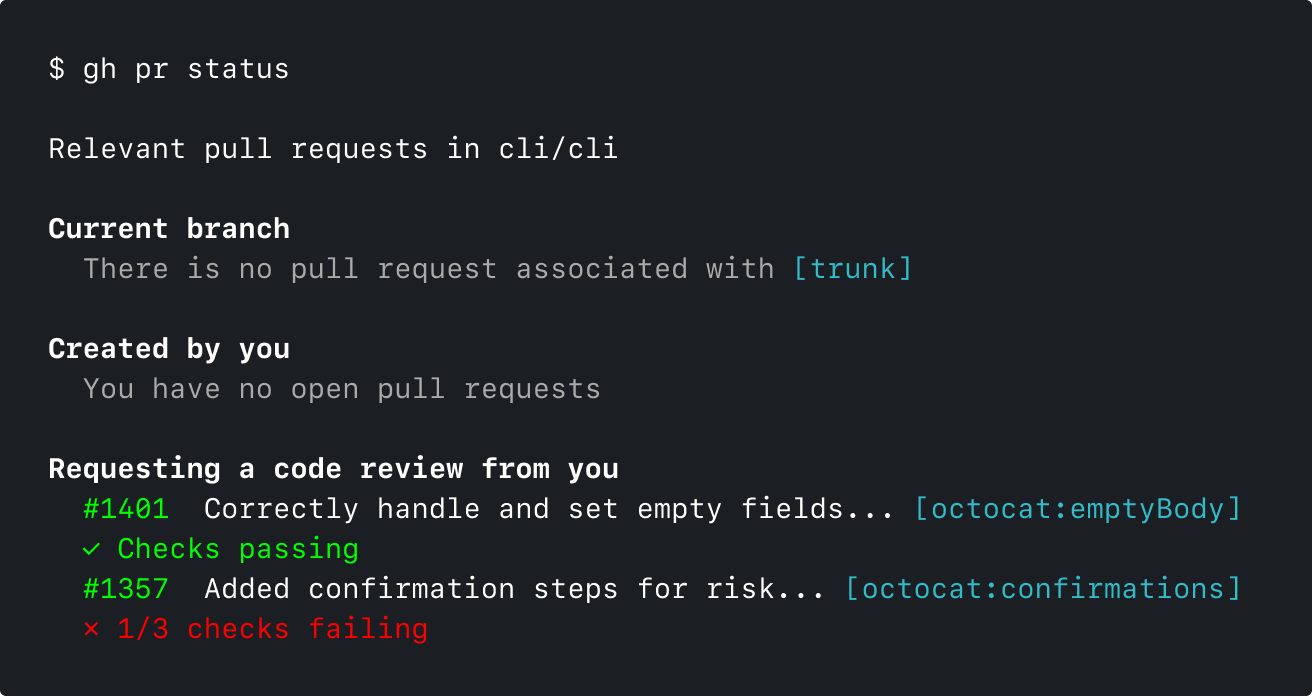 $ gh pr status
Relevant pull requests in cli/cli
Current branch
There is no pull request associated with [trunk]
Created by you
You have no open pull requests
Requesting a code review from you
#1401 Correctly handle and set empty fields... [octocat:emptyBody]
✓ Checks passing
#1357 Added confirmation steps for risk... [octocat:confirmations]
× 1/3 checks failing